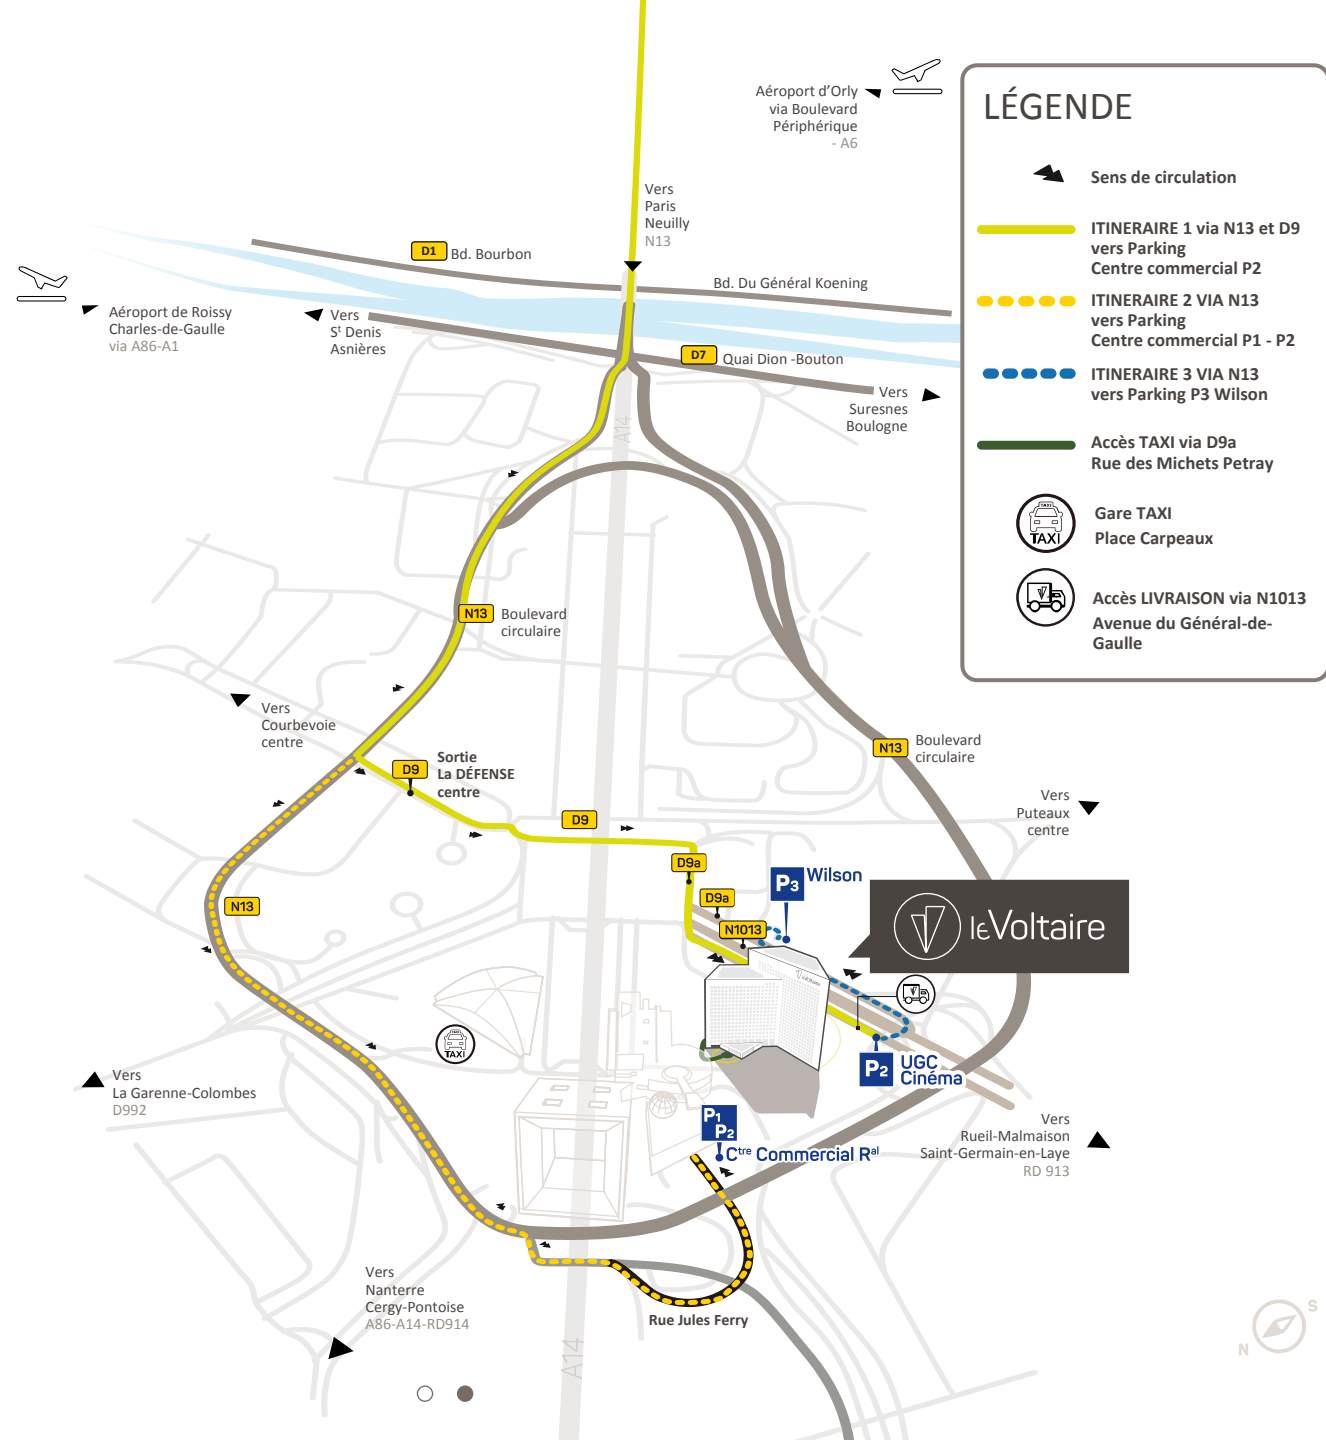 Aéroport d’Orly
via Boulevard
Périphérique
- A6
LÉGENDE
Sens de circulation
ITINERAIRE 1 via N13 et D9
vers Parking
Centre commercial P2
ITINERAIRE 2 VIA N13
vers Parking
Centre commercial P1 - P2
ITINERAIRE 3 VIA N13
vers Parking P3 Wilson
Accès TAXI via D9a
Rue des Michets Petray
TAXI
Gare TAXI
Place Carpeaux
Accès LIVRAISON via N1013
Avenue du Général-de-
Gaulle
Vers
Paris
Neuilly
N13
D1 Bd. Bourbon
Bd. Du Général Koening
Aéroport de Roissy
Charles-de-Gaulle
via A86-A1
Vers
St Denis
Asnières
D7 Quai Dion -Bouton
Vers
Suresnes
Boulogne
A14
N13 Boulevard
circulaire
Vers
Courbevoie
centre
N13 Boulevard
circulaire
Sortie
La DÉFENSE
centre
D9
D9
Vers
Puteaux
centre
D9a
D9a
N1013
P3 Wilson
leVoltaire
N13
TAXI
P2 UGC
Cinéma
Vers
La Garenne-Colombes
D992
P1
P2
Ctre Commercial Ral
Vers
Rueil-Malmaison
Saint-Germain-en-Laye
RD 913
Vers
Nanterre
Cergy-Pontoise
A86-A14-RD914
Rue Jules Ferry
A14
S
N